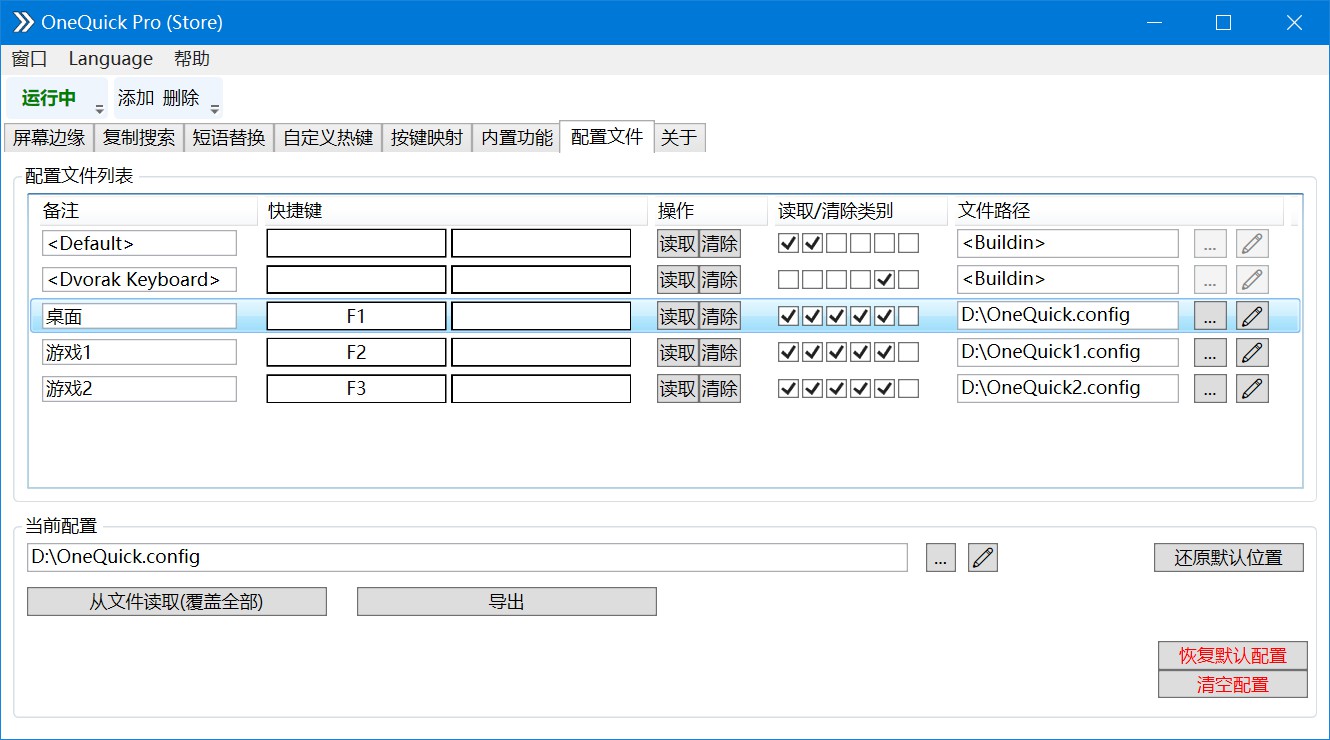 OneQuick Pro (Store)
窗口 Language 帮助
运行中 添加 删除
屏幕边缘 复制搜索 短语替换 自定义热键 按键映射 内置功能 配置文件 关于
配置文件列表
备注 快捷键 操作 读取/清除类别 文件路径
<Default> 读取 清除 <Buildin> ...
<Dvorak Keyboard> 读取 清除 <Buildin> ...
桌面 F1 读取 清除 D:\OneQuick.config ...
游戏1 F2 读取 清除 D:\OneQuick1.config ...
游戏2 F3 读取 清除 D:\OneQuick2.config ...
当前配置
D:\OneQuick.config ... 还原默认位置
从文件读取(覆盖全部) 导出
恢复默认配置
清空配置